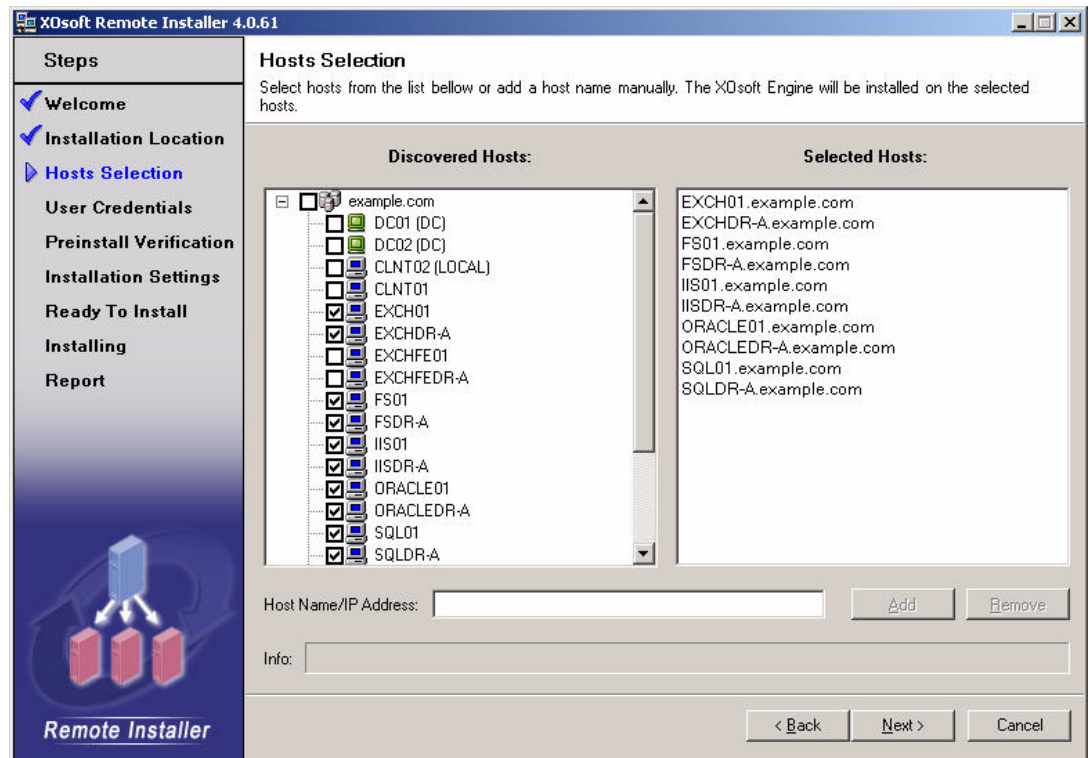 XOsoft Remote Installer 4.0.61
Steps
Welcome
Installation Location
Hosts Selection
User Credentials
Preinstall Verification
Installation Settings
Ready To Install
Installing
Report
Remote Installer
Hosts Selection
Select hosts from the list bellow or add a host name manually. The XOsoft Engine will be installed on the selected
hosts.
Discovered Hosts:
example.com
DC01 (DC)
DC02 (DC)
CLNT02 (LOCAL)
CLNT01
EXCH01
EXCHDR-A
EXCHFE01
EXCHFEDR-A
FS01
FSDR-A
IIS01
IISDR-A
ORACLE01
ORACLEDR-A
SQL01
SQLDR-A
Selected Hosts:
EXCH01.example.com
EXCHDR-A.example.com
FS01.example.com
FSDR-A.example.com
IIS01.example.com
IISDR-A.example.com
ORACLE01.example.com
ORACLEDR-A.example.com
SQL01.example.com
SQLDR-A.example.com
Host Name/IP Address:
Add
Remove
Info:
< Back
Next >
Cancel